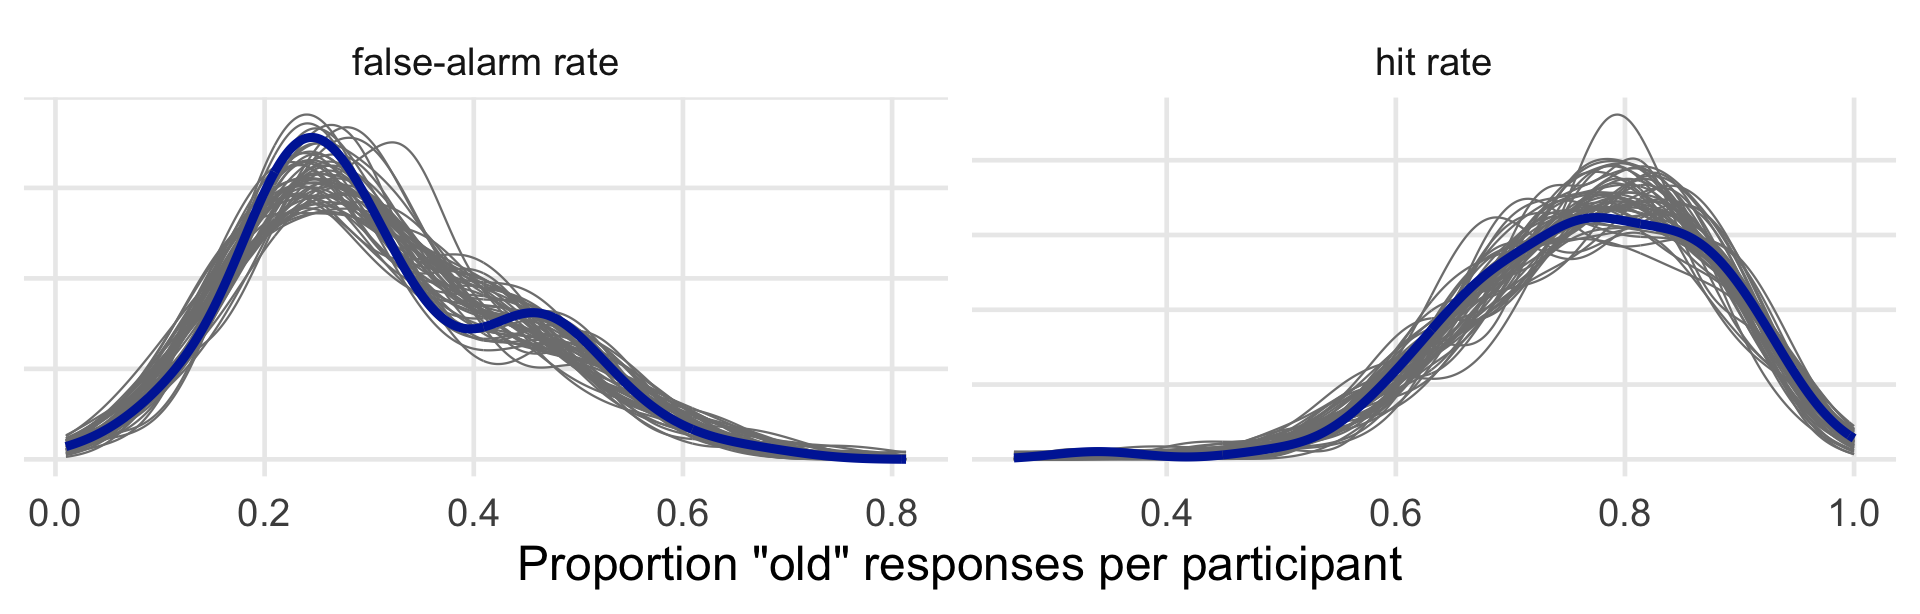 false-alarm rate
hit rate
0.0 0.2 0.4 0.6 0.8
0.4 0.6 0.8 1.0
Proportion "old" responses per participant